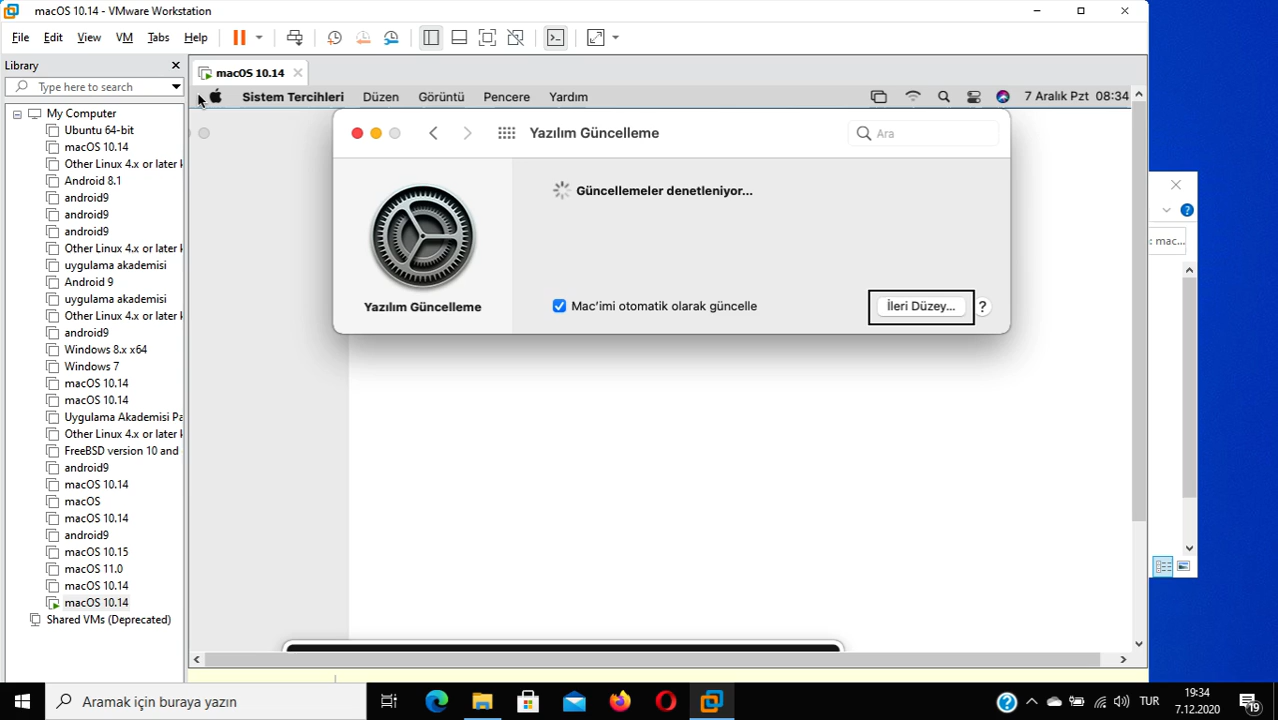 macOS 10.14 - VMware Workstation
File Edit View VM Tabs Help
Library
Type here to search
My Computer
Ubuntu 64-bit
macOS 10.14
Other Linux 4.x or later
Android 8.1
android9
android9
android9
Other Linux 4.x or later
uygulama akademisi
Android 9
uygulama akademisi
Other Linux 4.x or later
android9
Windows 8.x x64
Windows 7
macOS 10.14
macOS 10.14
Uygulama Akademisi Pa
Other Linux 4.x or later
FreeBSD version 10 and
android9
macOS 10.14
macOS
macOS 10.14
android9
macOS 10.15
macOS 11.0
macOS 10.14
macOS 10.14
Shared VMs (Deprecated)
macOS 10.14
Sistem Tercihleri Düzen Görüntü Pencere Yardım 7 Aralık Pzt 08:34
Yazılım Güncelleme
Ara
Güncellemeler denetleniyor...
Yazılım Güncelleme
Mac'imi otomatik olarak güncelle
İleri Düzey...
?
?
mac...
Aramak için buraya yazın
?
TUR
19:34
7.12.2020
19